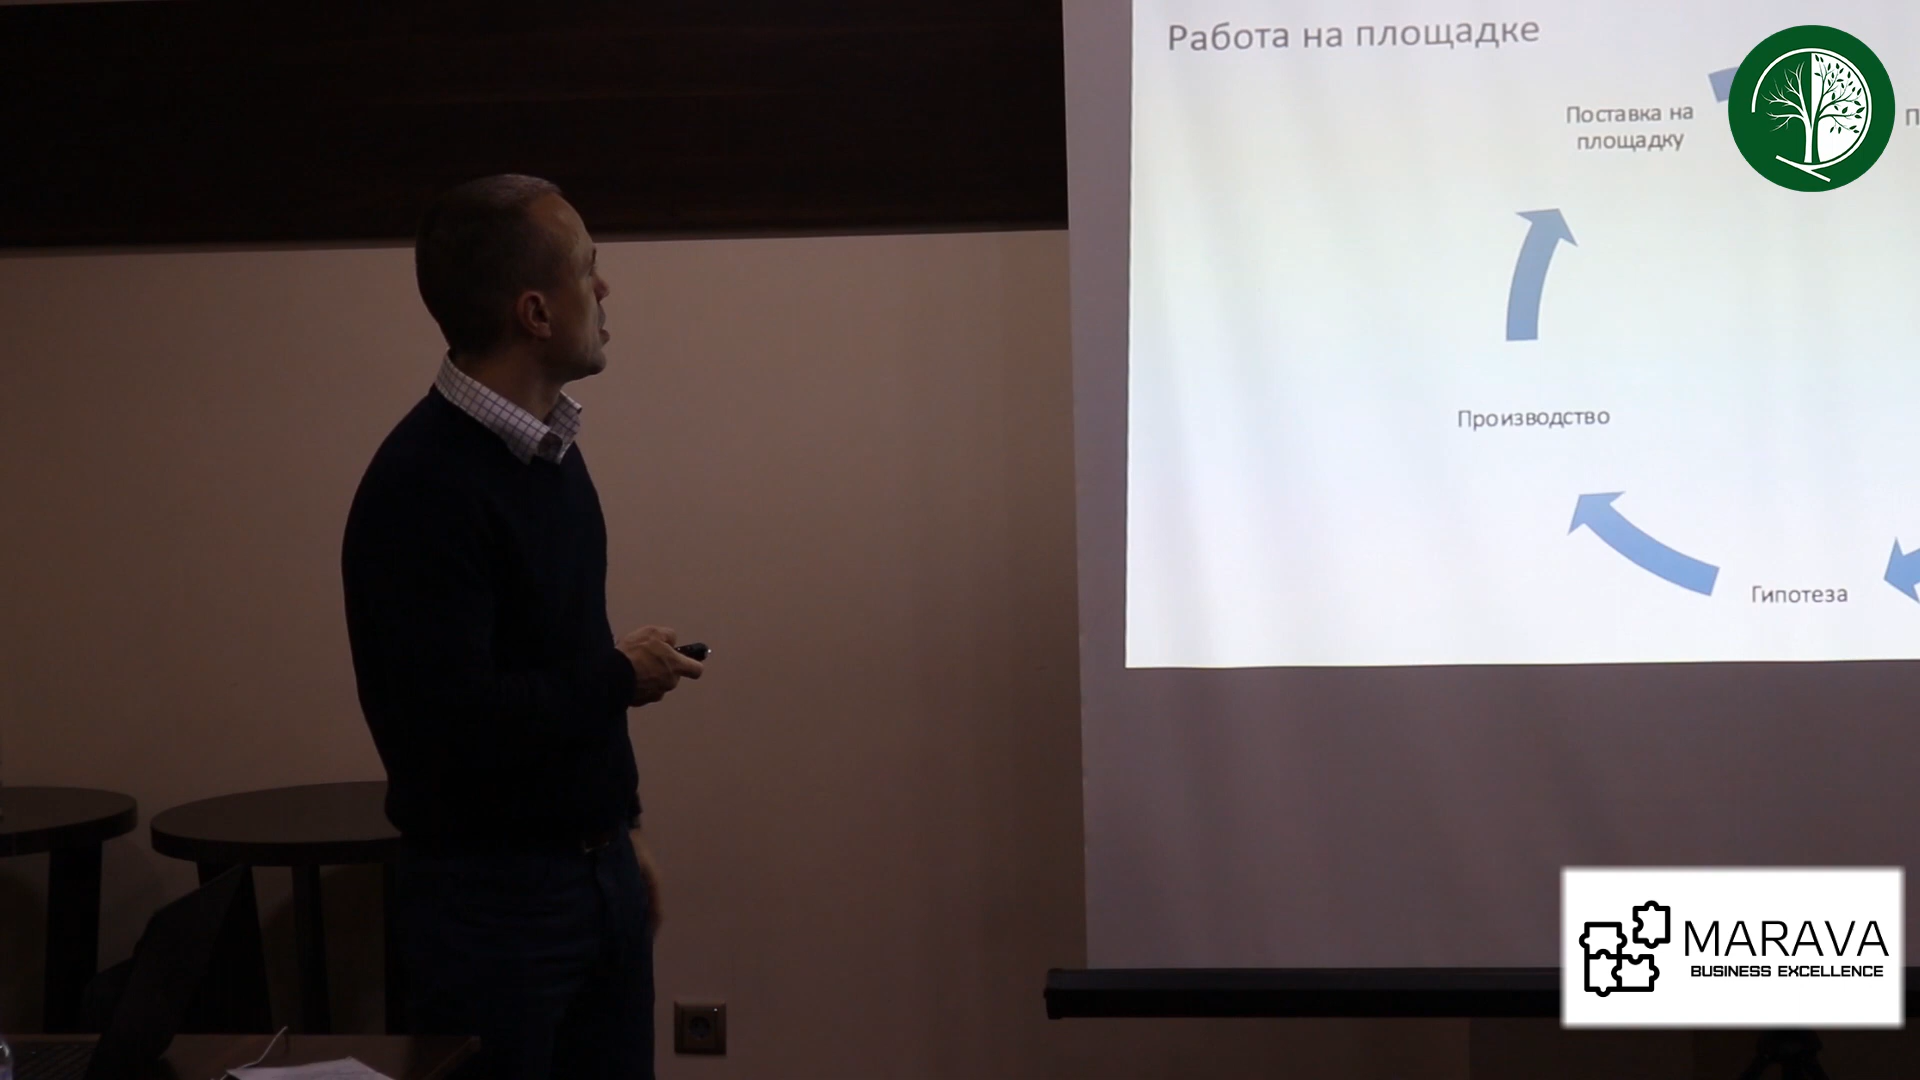 Работа на площадке
Поставка на
площадку
Производство
Гипотеза
MARAVA
BUSINESS EXCELLENCE